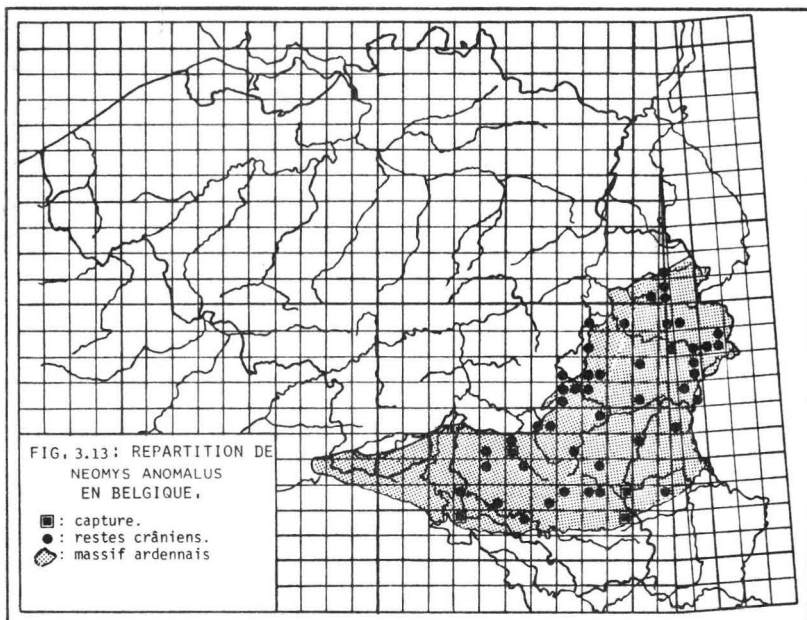 FIG. 3.13: REPARTITION DE
NEOMYS ANOMALUS
EN BELGIQUE.
: capture.
: restes crâniens.
: massif ardennais